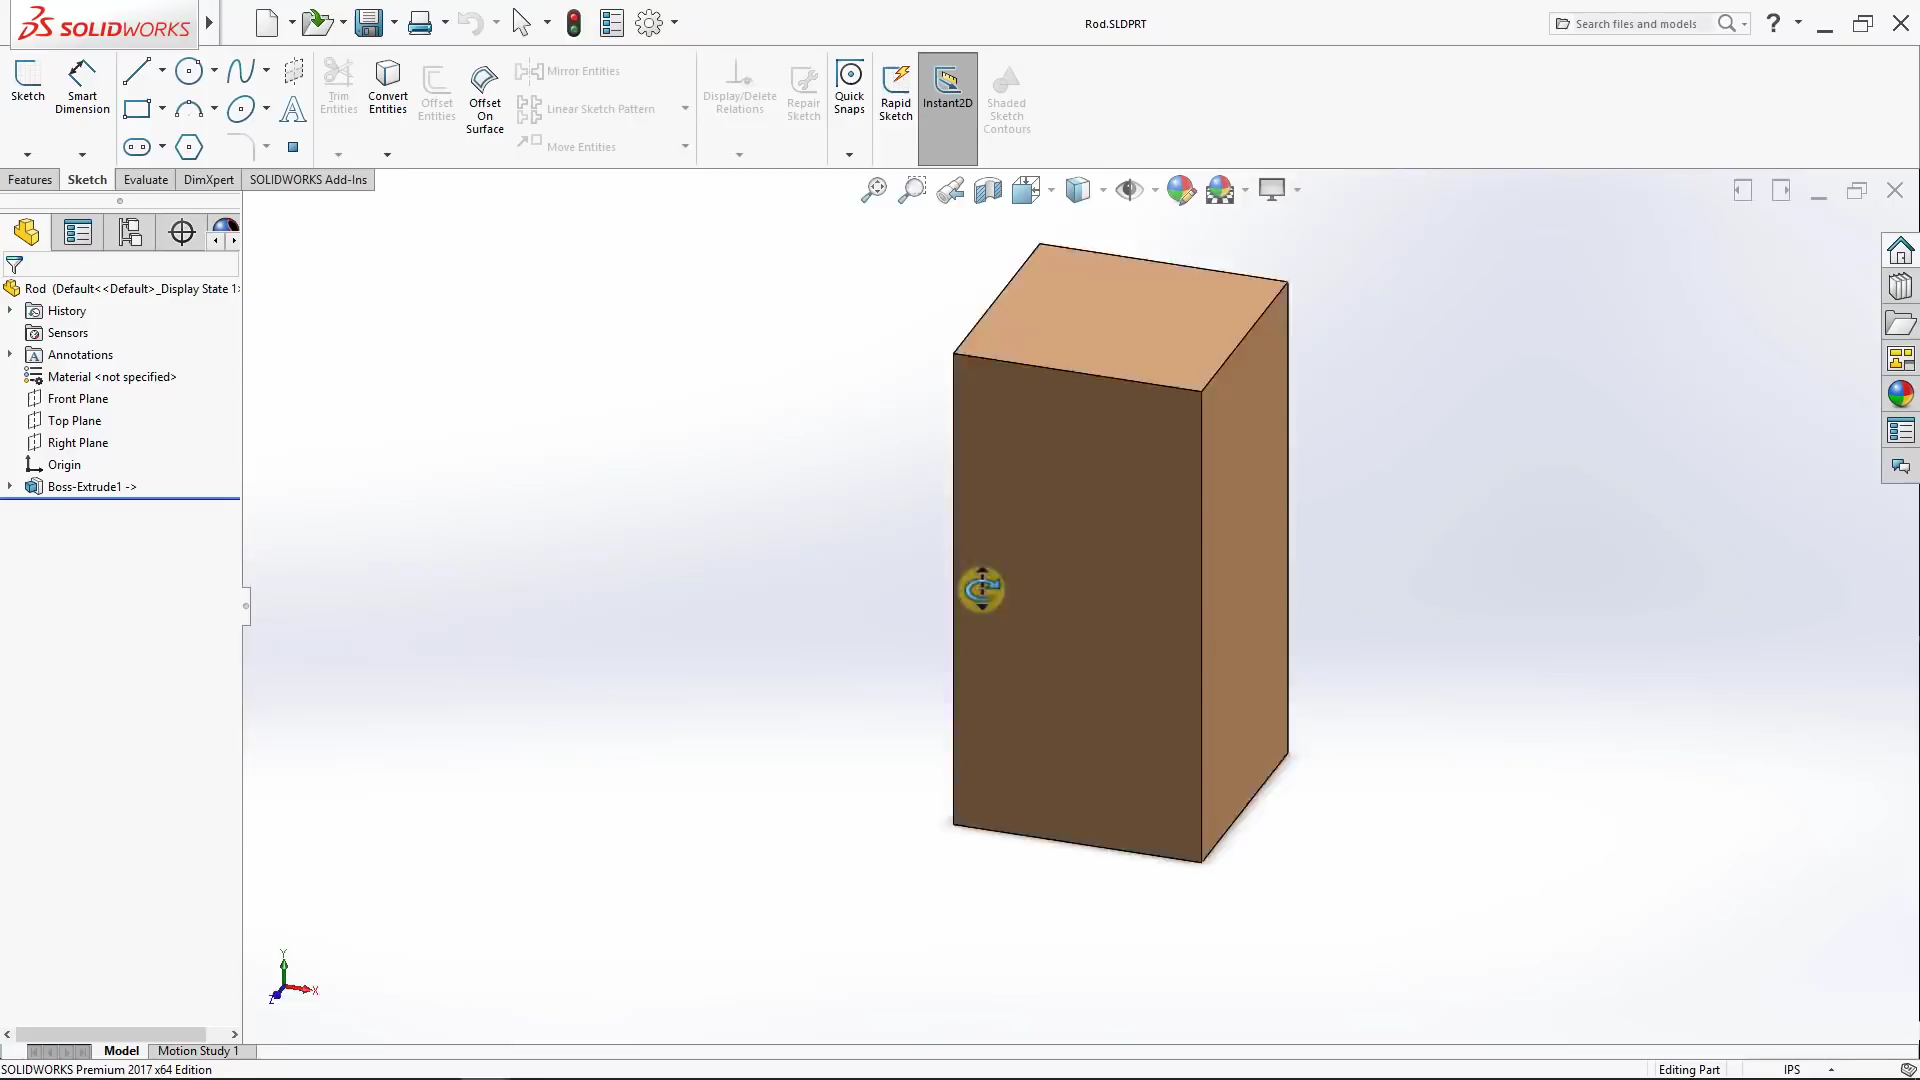 SOLIDWORKS
Rod.SLDPRT
Search files and models
Sketch
Smart Dimension
Trim Entities
Convert Entities
Offset Entities
Offset On Surface
Mirror Entities
Linear Sketch Pattern
Move Entities
Display/Delete Relations
Repair Sketch
Quick Snaps
Rapid Sketch
Instant2D
Shaded Sketch Contours
Features
Sketch
Evaluate
DimXpert
SOLIDWORKS Add-Ins
Rod (Default<<Default>_Display State 1>
History
Sensors
Annotations
Material <not specified>
Front Plane
Top Plane
Right Plane
Origin
Boss-Extrude1 ->
Y
X
Z
Model
Motion Study 1
SOLIDWORKS Premium 2017 x64 Edition
Editing Part
IPS